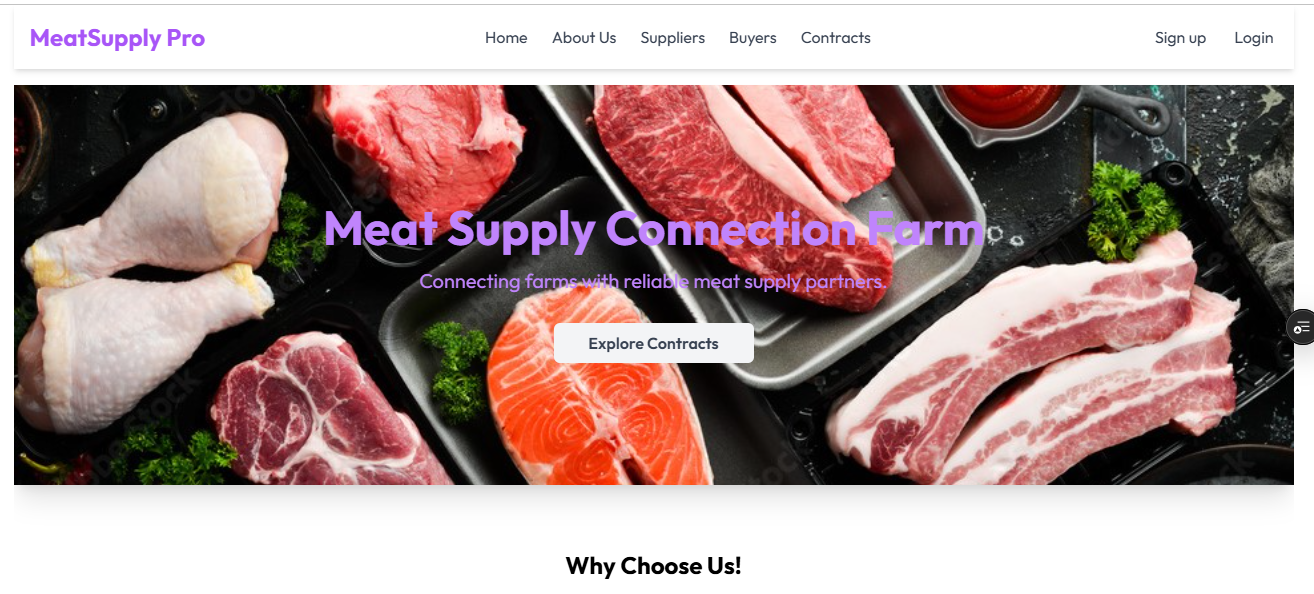 MeatSupply Pro
Home About Us Suppliers Buyers Contracts
Sign up Login
Meat Supply Connection Farm
Connecting farms with reliable meat supply partners.
Explore Contracts
Why Choose Us!